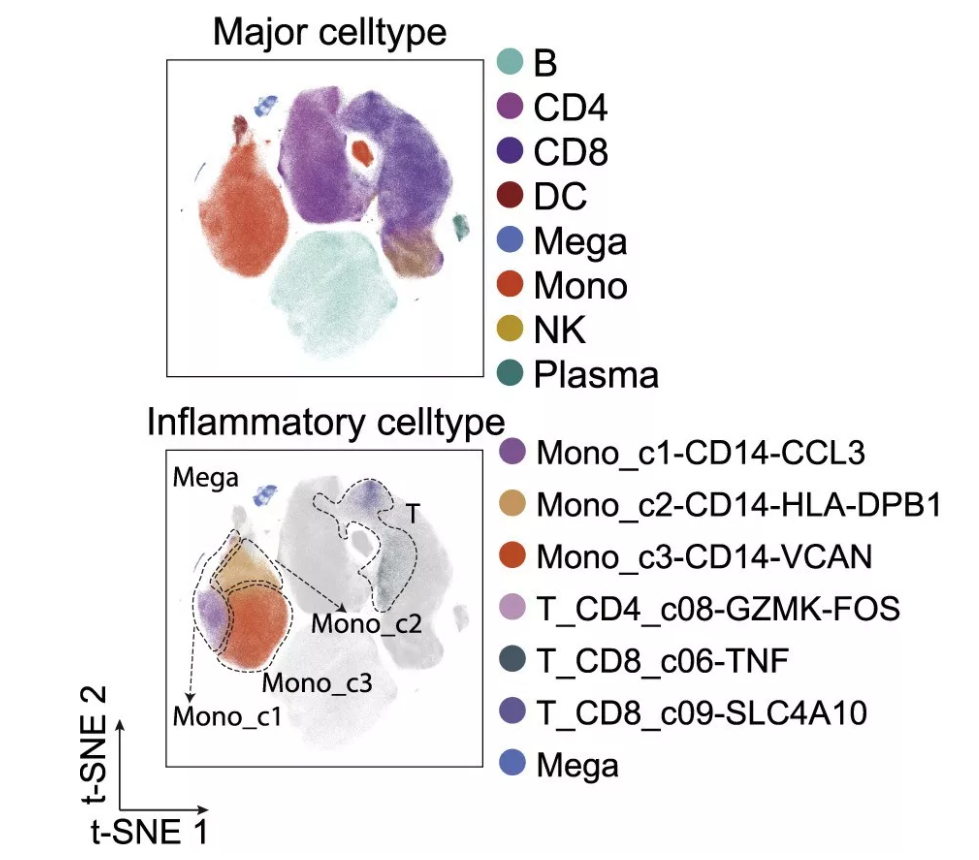 Major celltype
B
CD4
CD8
DC
Mega
Mono
NK
Plasma
Inflammatory celltype
Mega
T
Mono_c2
Mono_c3
Mono_c1
Mono_c1-CD14-CCL3
Mono_c2-CD14-HLA-DPB1
Mono_c3-CD14-VCAN
T_CD4_c08-GZMK-FOS
T_CD8_c06-TNF
T_CD8_c09-SLC4A10
Mega
t-SNE 2
t-SNE 1